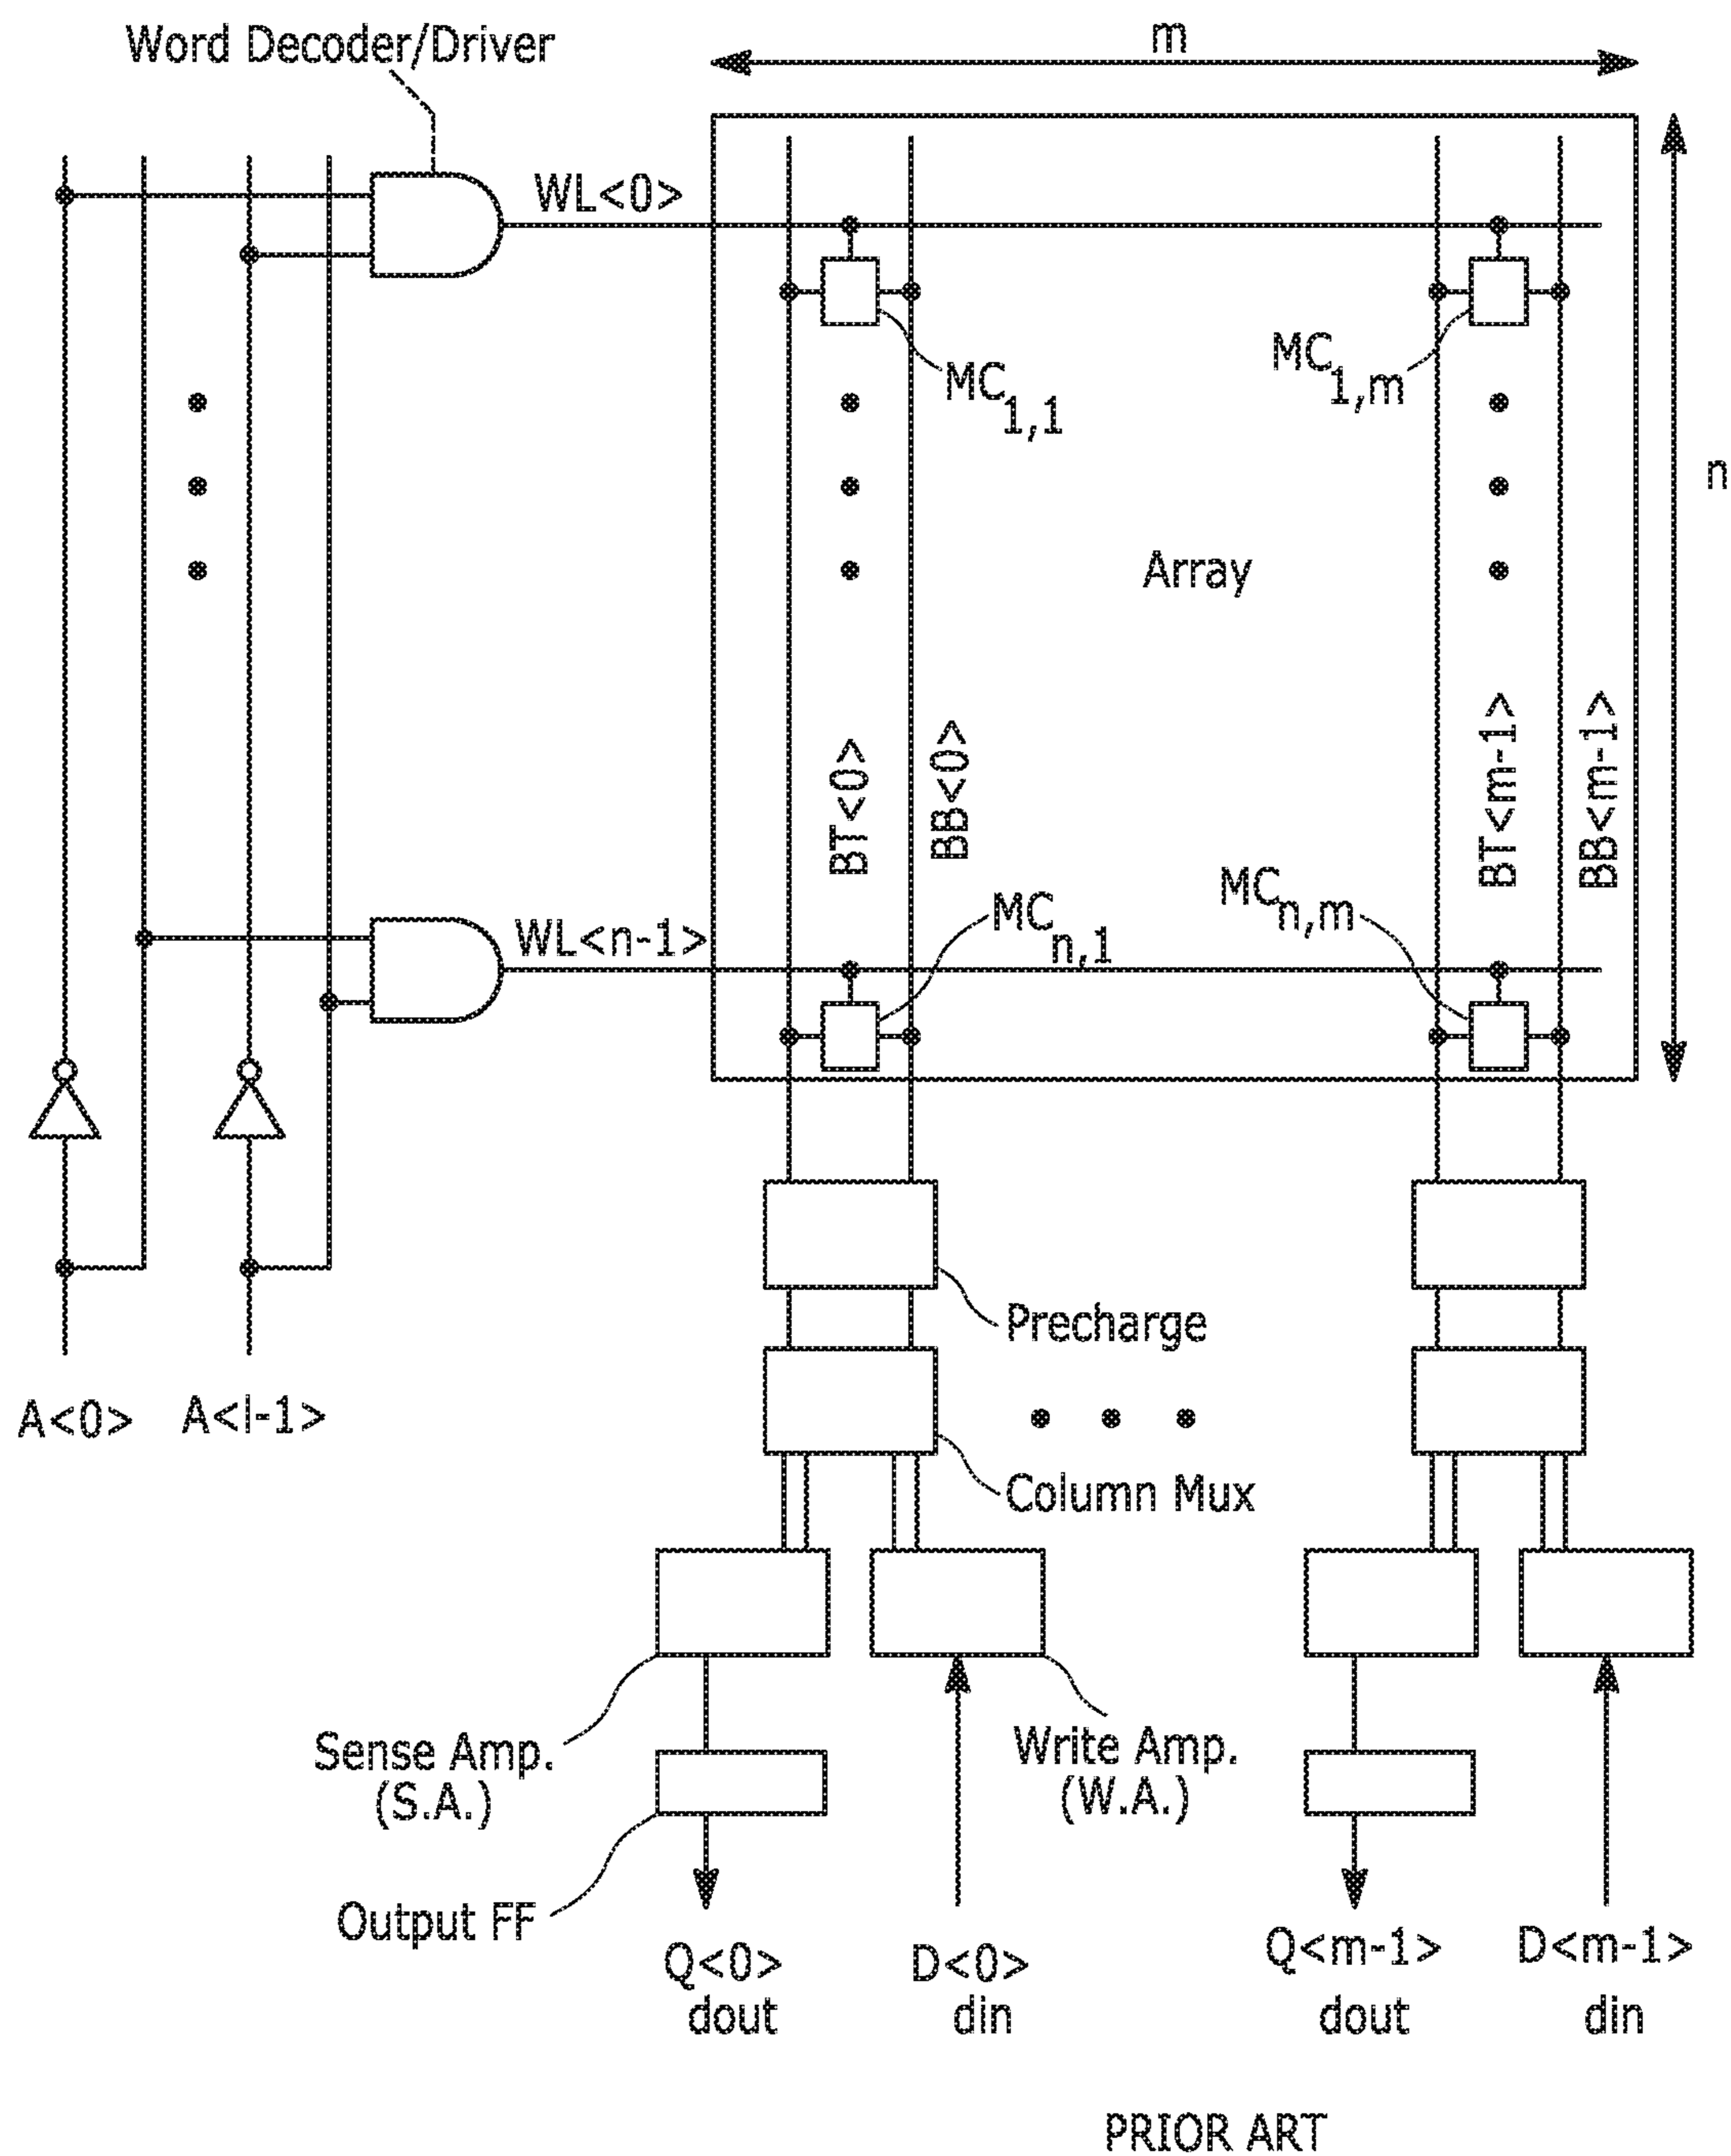 Word Decoder/Driver
m
WL<0>
MC1,1
MC1,m
n
Array
BT<0>
BB<0>
BT<m-1>
BB<m-1>
WL<n-1>
MCn,1
MCn,m
Precharge
A<0>
A<l-1>
Column Mux
Sense Amp.
(S.A.)
Write Amp.
(W.A.)
Output FF
Q<0>
dout
D<0>
din
Q<m-1>
dout
D<m-1>
din
PRIOR ART